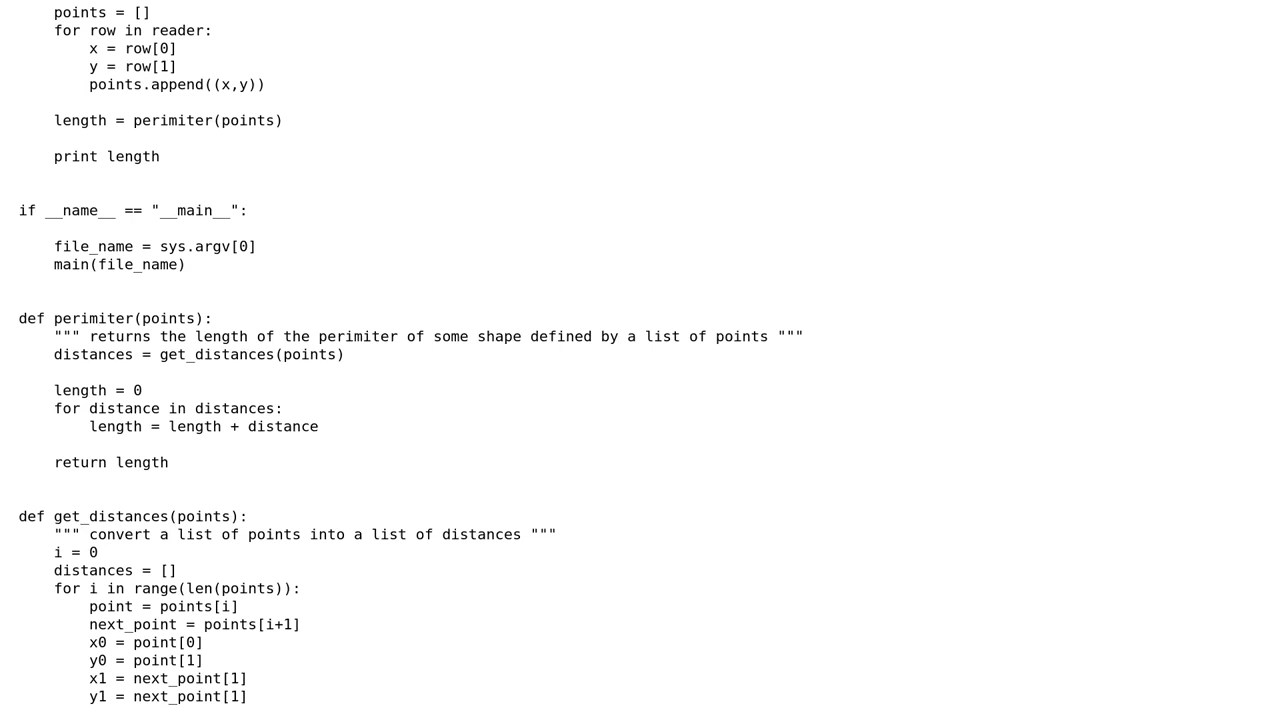 points = []
for row in reader:
x = row[0]
y = row[1]
points.append((x,y))
length = perimiter(points)
print length
if __name__ == "__main__":
file_name = sys.argv[0]
main(file_name)
def perimiter(points):
""" returns the length of the perimiter of some shape defined by a list of points """
distances = get_distances(points)
length = 0
for distance in distances:
length = length + distance
return length
def get_distances(points):
""" convert a list of points into a list of distances """
i = 0
distances = []
for i in range(len(points)):
point = points[i]
next_point = points[i+1]
x0 = point[0]
y0 = point[1]
x1 = next_point[1]
y1 = next_point[1]